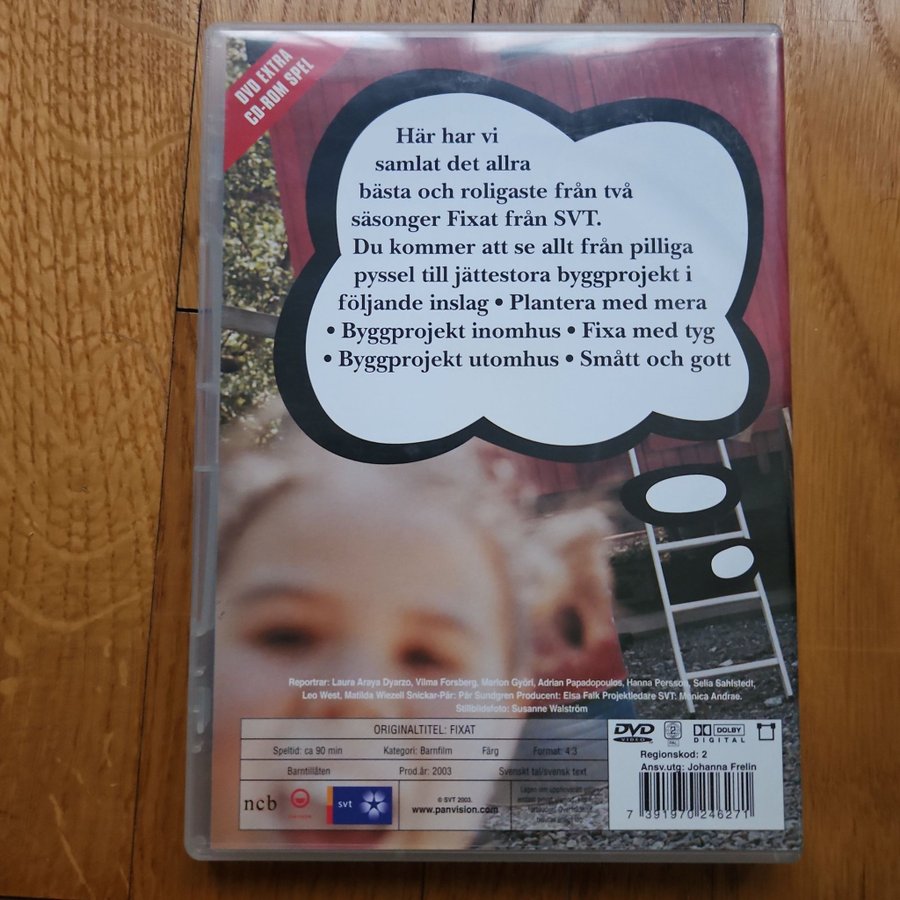 DVD EXTRA
CD-ROM SPEL
Här har vi
samlat det allra
bästa och roligaste från två
säsonger Fixat från SVT.
Du kommer att se allt från pilliga
pyssel till jättestora byggprojekt i
följande inslag • Plantera med mera
• Byggprojekt inomhus • Fixa med tyg
• Byggprojekt utomhus • Smått och gott
Reportrar: Laura Araya Dyarzo, Vilma Forsberg, Marlon Györi, Adrian Papadopoulos, Hanna Persson, Selia Sahlstedt,
Leo West, Matilda Wiezell Snickar-Pär: Pär Sundgren Producent: Elsa Falk Projektledare SVT: Monica Andrae.
Stillbildsfoto: Susanne Walström
ORIGINALTITEL: FIXAT
Speltid: ca 90 min Kategori: Barnfilm Färg Format: 4:3
Barntillåten Prod.år: 2003 Svenskt tal/svensk text
ncb
svt
© SVT 2003.
www.panvision.com
DVD
VIDEO
2
PAL
DOLBY
DIGITAL
Regionskod: 2
Ansv.utg: Johanna Frelin
7 391970 246271